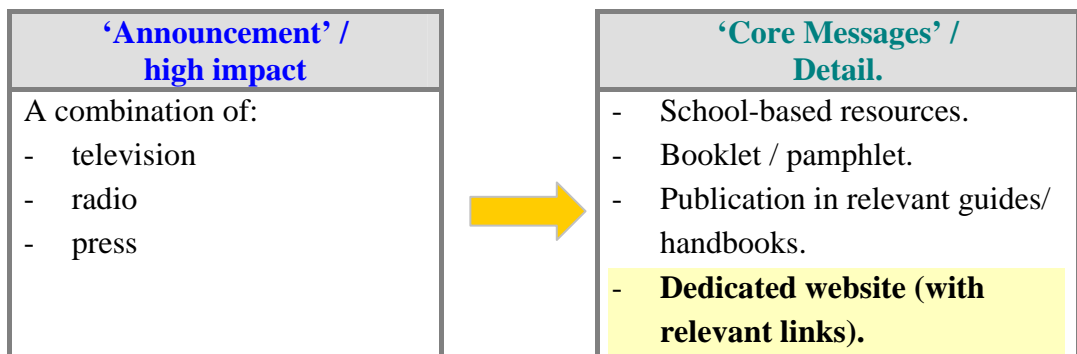 ‘Announcement’ /
high impact
A combination of:
- television
- radio
- press
‘Core Messages’ /
Detail.
- School-based resources.
- Booklet / pamphlet.
- Publication in relevant guides/
handbooks.
- Dedicated website (with
relevant links).